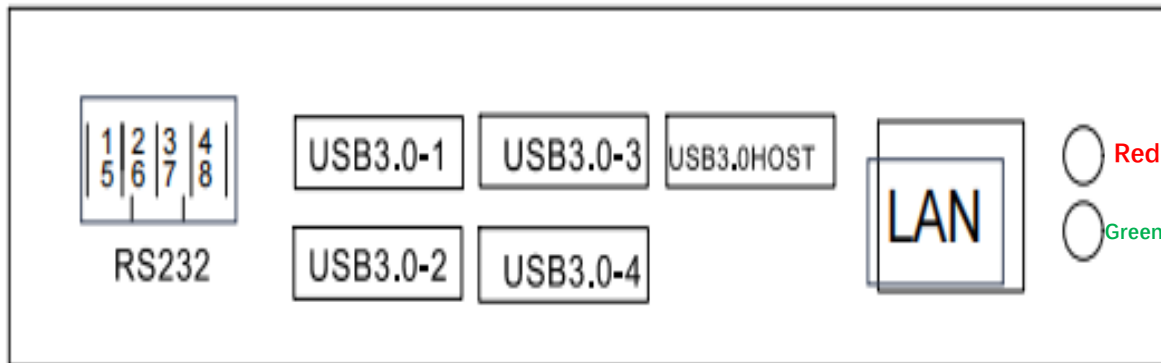 1 2 3 4
5 6 7 8
RS232
USB3.0-1
USB3.0-2
USB3.0-3
USB3.0-4
USB3.0HOST
LAN
Red
Green